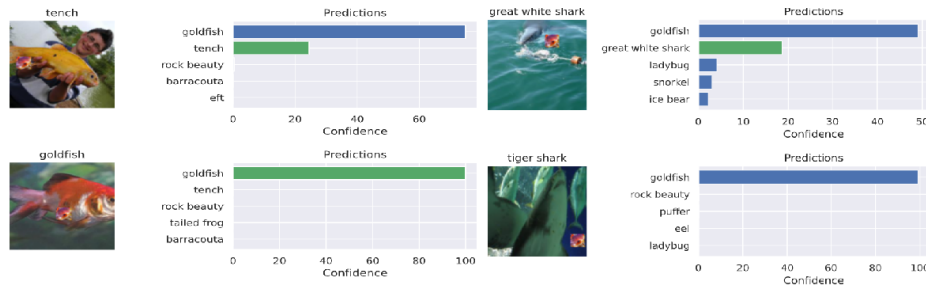 tench
Predictions
goldfish
tench
rock beauty
barracouta
eft
0 20 40 60
Confidence
great white shark
Predictions
goldfish
great white shark
ladybug
snorkel
ice bear
0 10 20 30 40 50
Confidence
goldfish
Predictions
goldfish
tench
rock beauty
tailed frog
barracouta
0 20 40 60 80 100
Confidence
tiger shark
Predictions
goldfish
rock beauty
puffer
eel
ladybug
0 20 40 60 80 100
Confidence